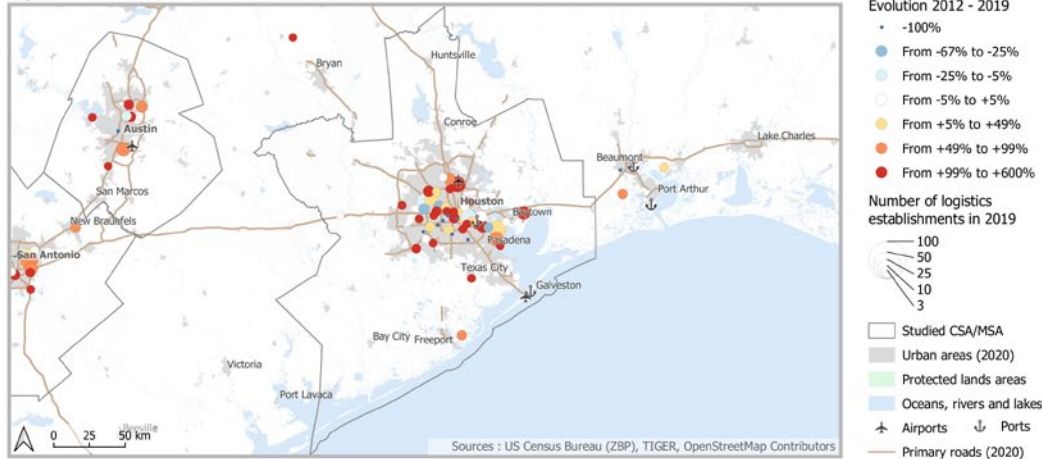 Huntsville
Bryan
Conroe
Austin
Lake Charles
Beaumont
San Marcos
Port Arthur
Houston
Baytown
New Braunfels
Pasadena
San Antonio
Texas City
Galveston
Bay City
Freeport
Victoria
Port Lavaca
Beeville
0 25 50 km
Sources : US Census Bureau (ZBP), TIGER, OpenStreetMap Contributors
Evolution 2012 - 2019
-100%
From -67% to -25%
From -25% to -5%
From -5% to +5%
From +5% to +49%
From +49% to +99%
From +99% to +600%
Number of logistics
establishments in 2019
100
50
25
10
3
Studied CSA/MSA
Urban areas (2020)
Protected lands areas
Oceans, rivers and lakes
Airports
Ports
Primary roads (2020)